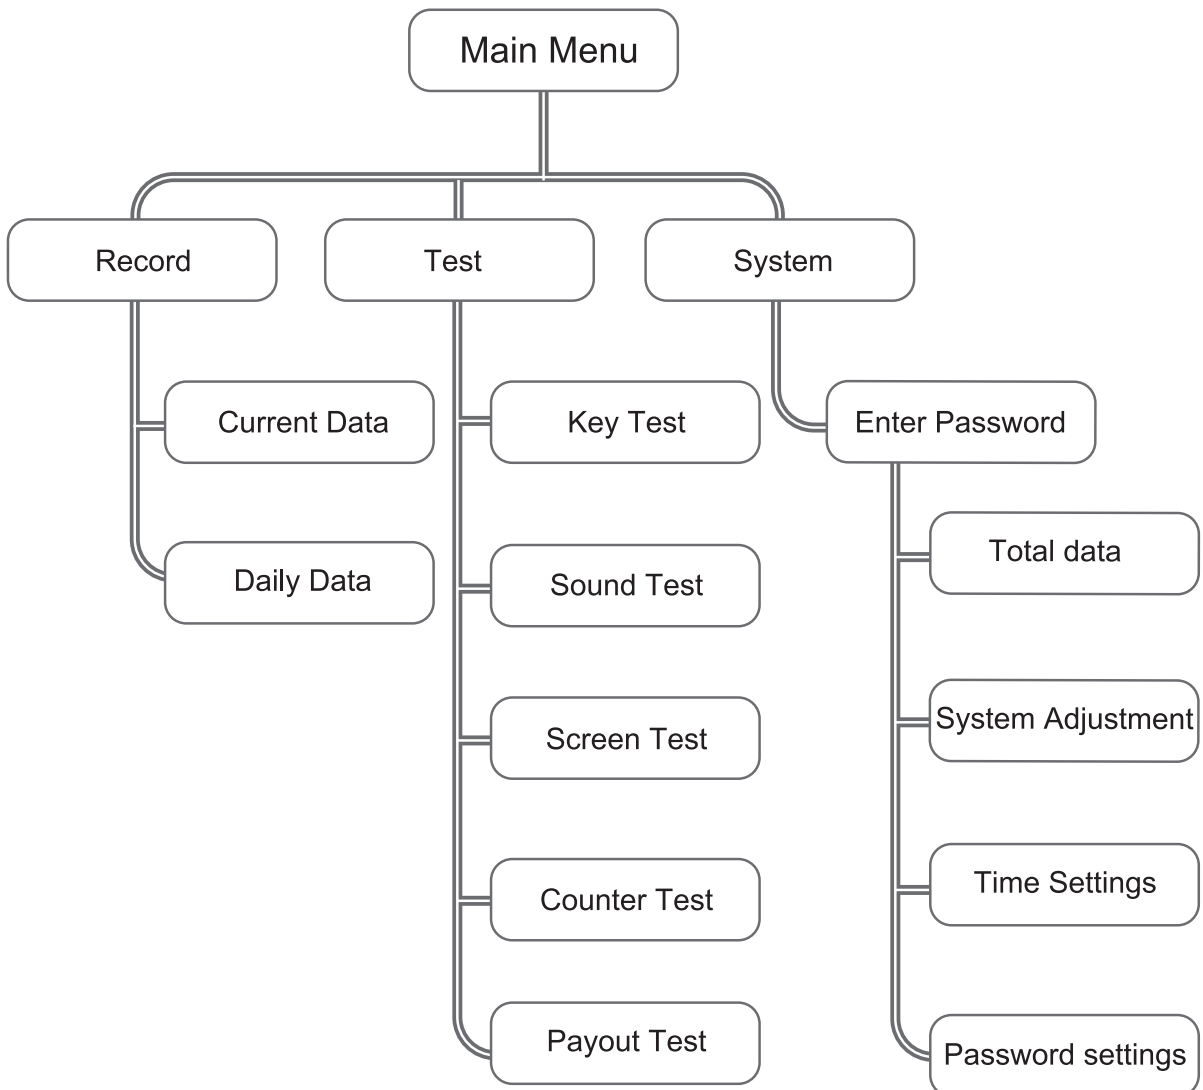 Main Menu
Record
Test
System
Current Data
Key Test
Enter Password
Total data
Daily Data
Sound Test
System Adjustment
Screen Test
Time Settings
Counter Test
Payout Test
Password settings